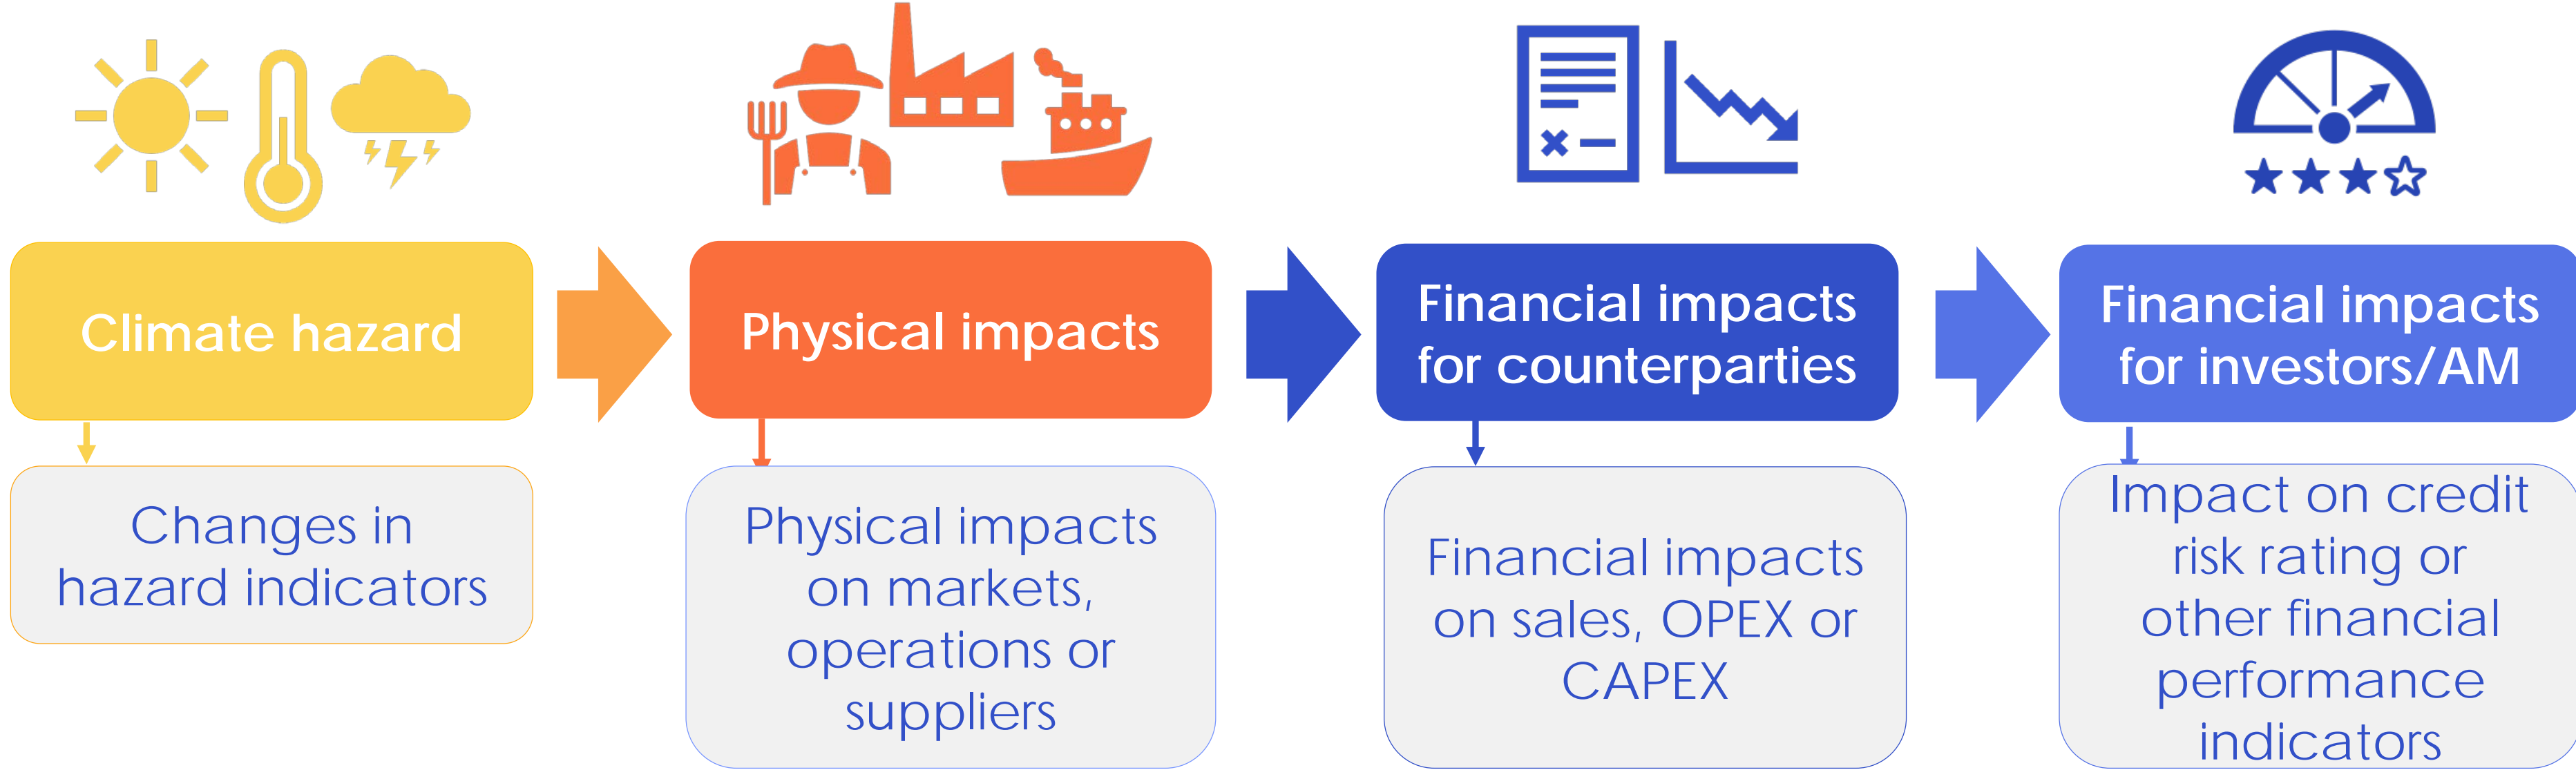 Climate hazard
Physical impacts
Financial impacts
for counterparties
Financial impacts
for investors/AM
Changes in
hazard indicators
Physical impacts
on markets,
operations or
suppliers
Financial impacts
on sales, OPEX or
CAPEX
Impact on credit
risk rating or
other financial
performance
indicators